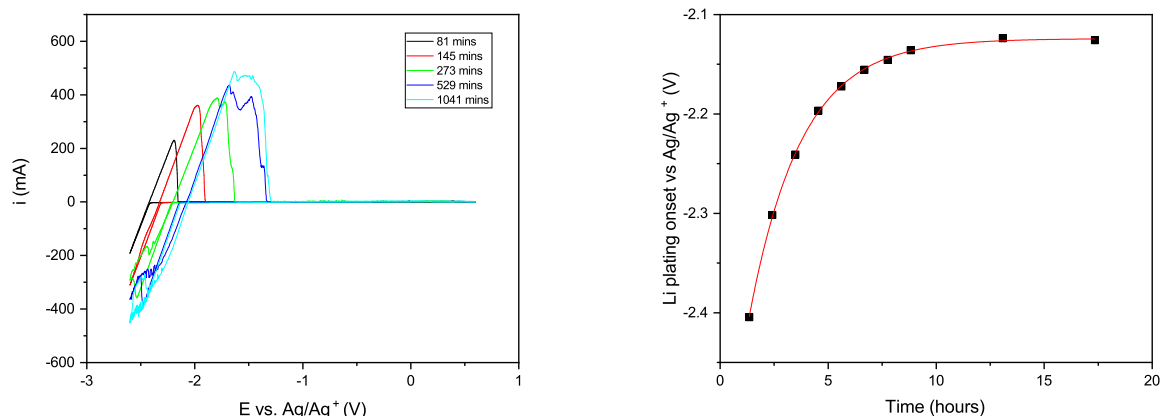 600
400
200
0
-200
-400
-600
-3
-2
-1
0
1
i (mA)
E vs. Ag/Ag⁺ (V)
81 mins
145 mins
273 mins
529 mins
1041 mins
-2.1
-2.2
-2.3
-2.4
0
5
10
15
20
Li plating onset vs Ag/Ag⁺ (V)
Time (hours)